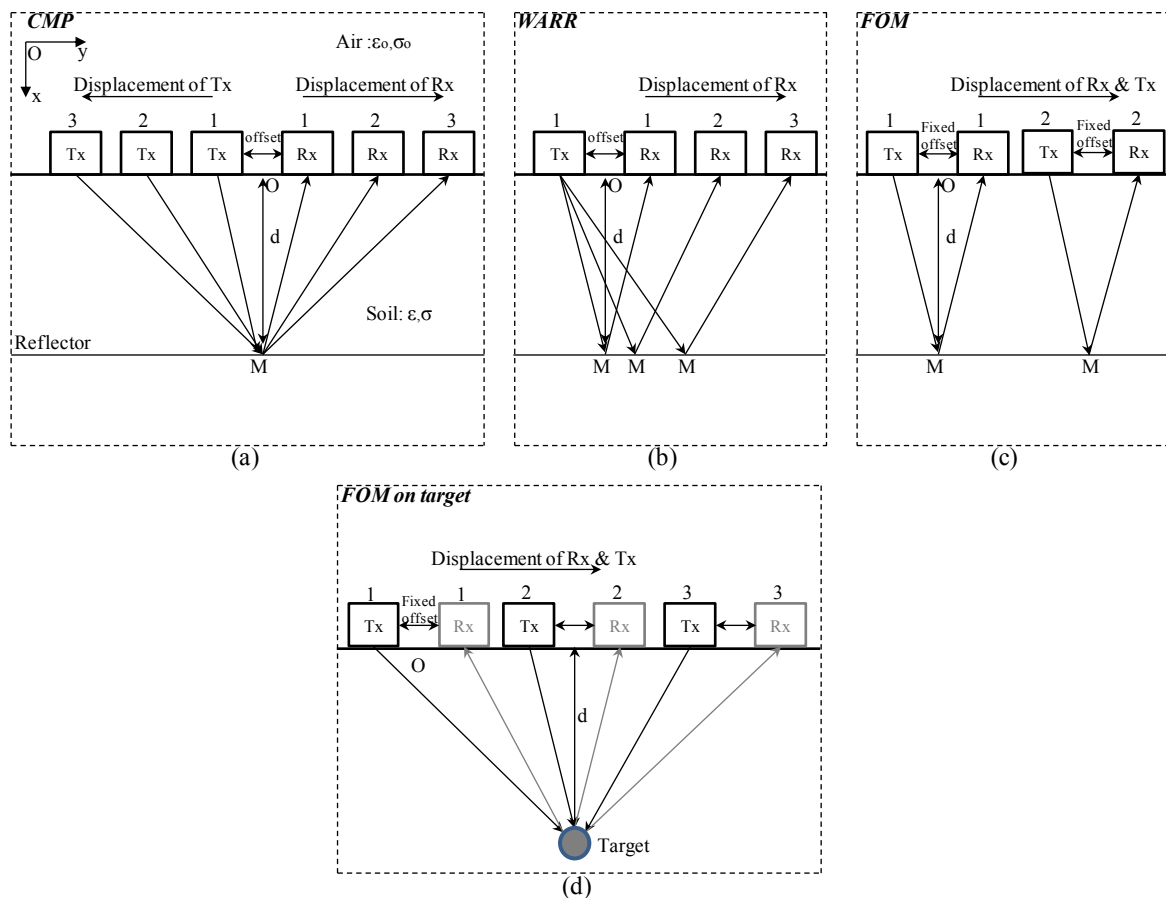 CMP
O
y
x
Air :εo,σo
Displacement of Tx
Displacement of Rx
3 2 1 1 2 3
offset
Tx Tx Tx Rx Rx Rx
O
d
Soil: ε,σ
Reflector
M
(a)
WARR
Displacement of Rx
1 1 2 3
offset
Tx Rx Rx Rx
O
d
M M M
(b)
FOM
Displacement of Rx & Tx
1 1 2 2
Fixed
offset
Fixed
offset
Tx Rx Tx Rx
O
d
M M
(c)
FOM on target
Displacement of Rx & Tx
1 1 2 2 3 3
Fixed
offset
Tx Rx Tx Rx Tx Rx
O
d
Target
(d)